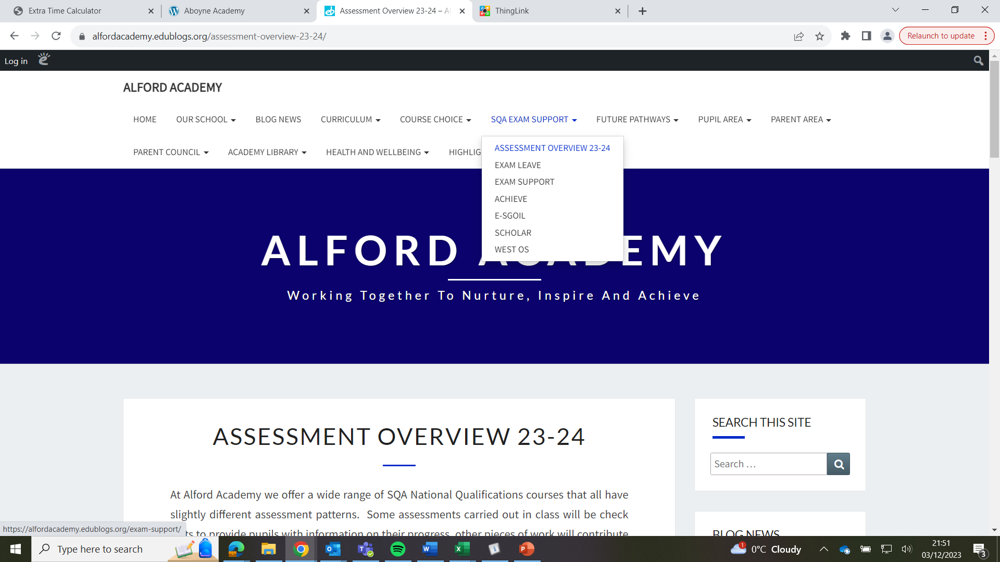 Extra Time Calculator
Aboyne Academy
Assessment Overview 23-24 – Al
ThingLink
alfordacademy.edublogs.org/assessment-overview-23-24/
Relaunch to update
Log in
ALFORD ACADEMY
HOME OUR SCHOOL BLOG NEWS CURRICULUM COURSE CHOICE SQA EXAM SUPPORT FUTURE PATHWAYS PUPIL AREA PARENT AREA
PARENT COUNCIL ACADEMY LIBRARY HEALTH AND WELLBEING HIGHLIG
ASSESSMENT OVERVIEW 23-24
EXAM LEAVE
EXAM SUPPORT
ACHIEVE
E-SGOIL
SCHOLAR
WEST OS
ALFORD ACADEMY
Working Together To Nurture, Inspire And Achieve
ASSESSMENT OVERVIEW 23-24
At Alford Academy we offer a wide range of SQA National Qualifications courses that all have
slightly different assessment patterns. Some assessments carried out in class will be check
ts to provide pupils with information on their progress, other pieces of work will contribute
SEARCH THIS SITE
Search …
BLOG NEWS
https://alfordacademy.edublogs.org/exam-support/
Type here to search
1
0°C Cloudy
21:51
03/12/2023
3